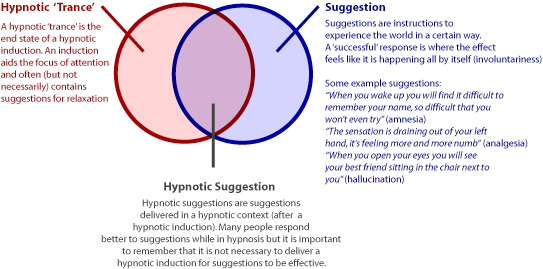 Hypnotic ‘Trance’
A hypnotic ‘trance’ is the
end state of a hypnotic
induction. An induction
aids the focus of attention
and often (but not
necessarily) contains
suggestions for relaxation
Suggestion
Suggestions are instructions to
experience the world in a certain way.
A ‘successful’ response is where the effect
feels like it is happening all by itself (involuntariness)
Some example suggestions:
“When you wake up you will find it difficult to
remember your name, so difficult that you
won’t even try” (amnesia)
“The sensation is draining out of your left
hand, it’s feeling more and more numb” (analgesia)
“When you open your eyes you will see
your best friend sitting in the chair next to
you” (hallucination)
Hypnotic Suggestion
Hypnotic suggestions are suggestions
delivered in a hypnotic context (after a
hypnotic induction). Many people respond
better to suggestions while in hypnosis but it is important
to remember that it is not necessary to deliver a
hypnotic induction for suggestions to be effective.